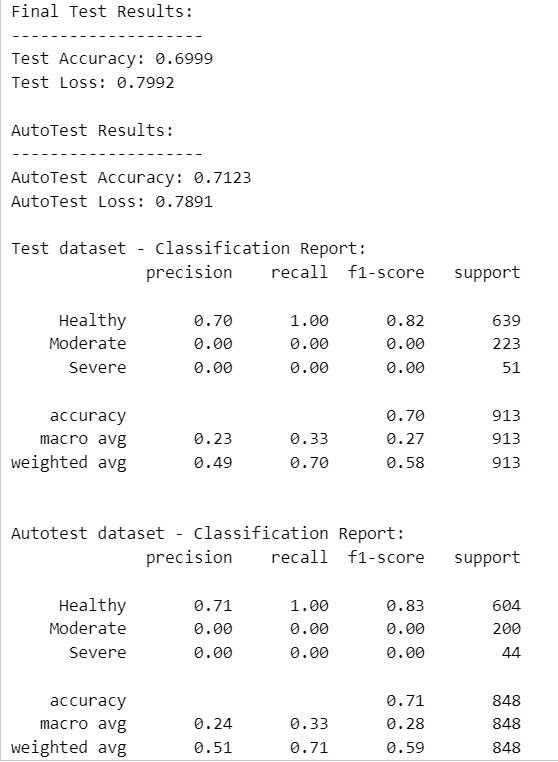 Final Test Results:
--------------------
Test Accuracy: 0.6999
Test Loss: 0.7992
AutoTest Results:
--------------------
AutoTest Accuracy: 0.7123
AutoTest Loss: 0.7891
Test dataset - Classification Report:
precision recall f1-score support
Healthy 0.70 1.00 0.82 639
Moderate 0.00 0.00 0.00 223
Severe 0.00 0.00 0.00 51
accuracy 0.70 913
macro avg 0.23 0.33 0.27 913
weighted avg 0.49 0.70 0.58 913
Autotest dataset - Classification Report:
precision recall f1-score support
Healthy 0.71 1.00 0.83 604
Moderate 0.00 0.00 0.00 200
Severe 0.00 0.00 0.00 44
accuracy 0.71 848
macro avg 0.24 0.33 0.28 848
weighted avg 0.51 0.71 0.59 848